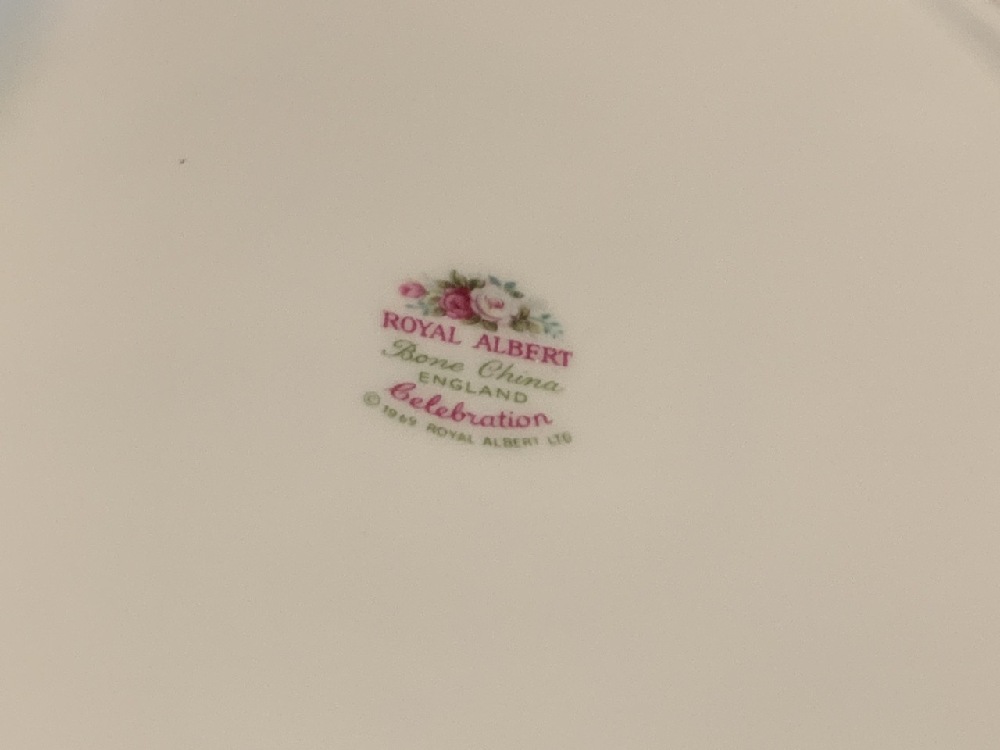 ROYAL ALBERT
Bone China
ENGLAND
Celebration
© 1969 ROYAL ALBERT LTD